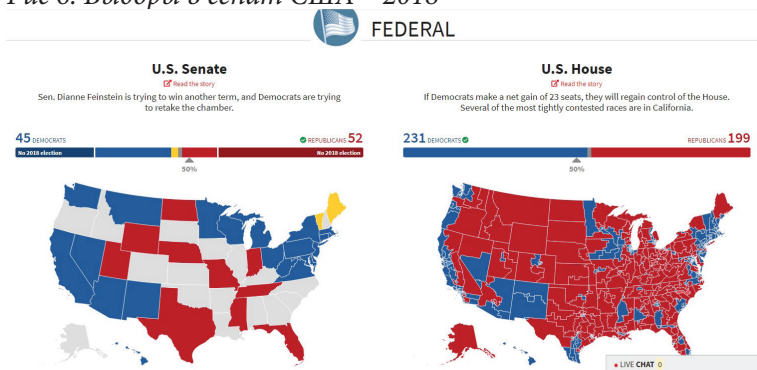 Рис 6. Выборы в сенат США – 2018
FEDERAL
U.S. Senate
Read the story
Sen. Dianne Feinstein is trying to win another term, and Democrats are trying
to retake the chamber.
45 DEMOCRATS
REPUBLICANS 52
No 2018 election
No 2018 election
50%
U.S. House
Read the story
If Democrats make a net gain of 23 seats, they will regain control of the House.
Several of the most tightly contested races are in California.
231 DEMOCRATS
REPUBLICANS 199
50%
LIVE CHAT 0